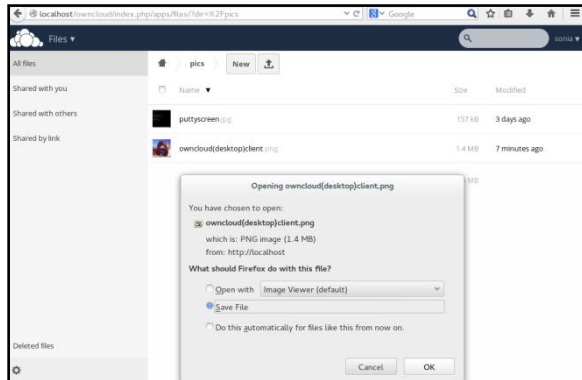 localhost/owncloud/index.php/apps/files/?dir=%2Fpics
Google
Files
sonia
All files
pics
New
Shared with you
Name
Size
Modified
Shared with others
puttyscreen.jpg
157 kB
3 days ago
Shared by link
owncloud(desktop)client.png
1.4 MB
7 minutes ago
MB
Opening owncloud(desktop)client.png
You have chosen to open:
owncloud(desktop)client.png
which is: PNG image (1.4 MB)
from: http://localhost
What should Firefox do with this file?
Open with
Image Viewer (default)
Save File
Do this automatically for files like this from now on.
Deleted files
Cancel
OK